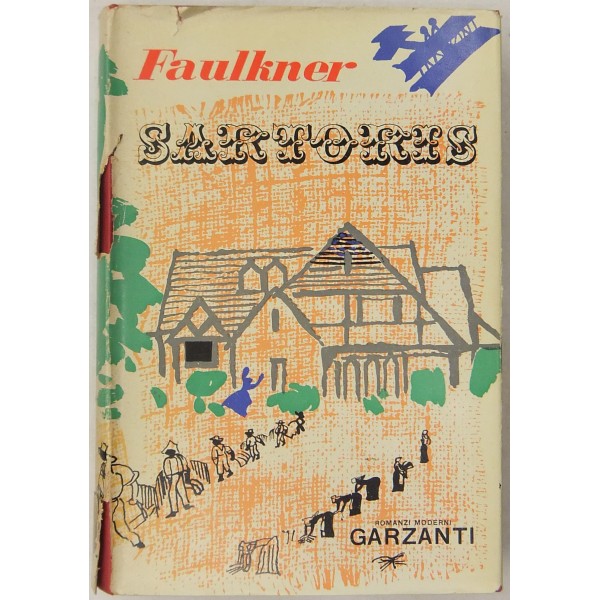 Faulkner
SARTORIS
ROMANZI MODERNI
GARZANTI